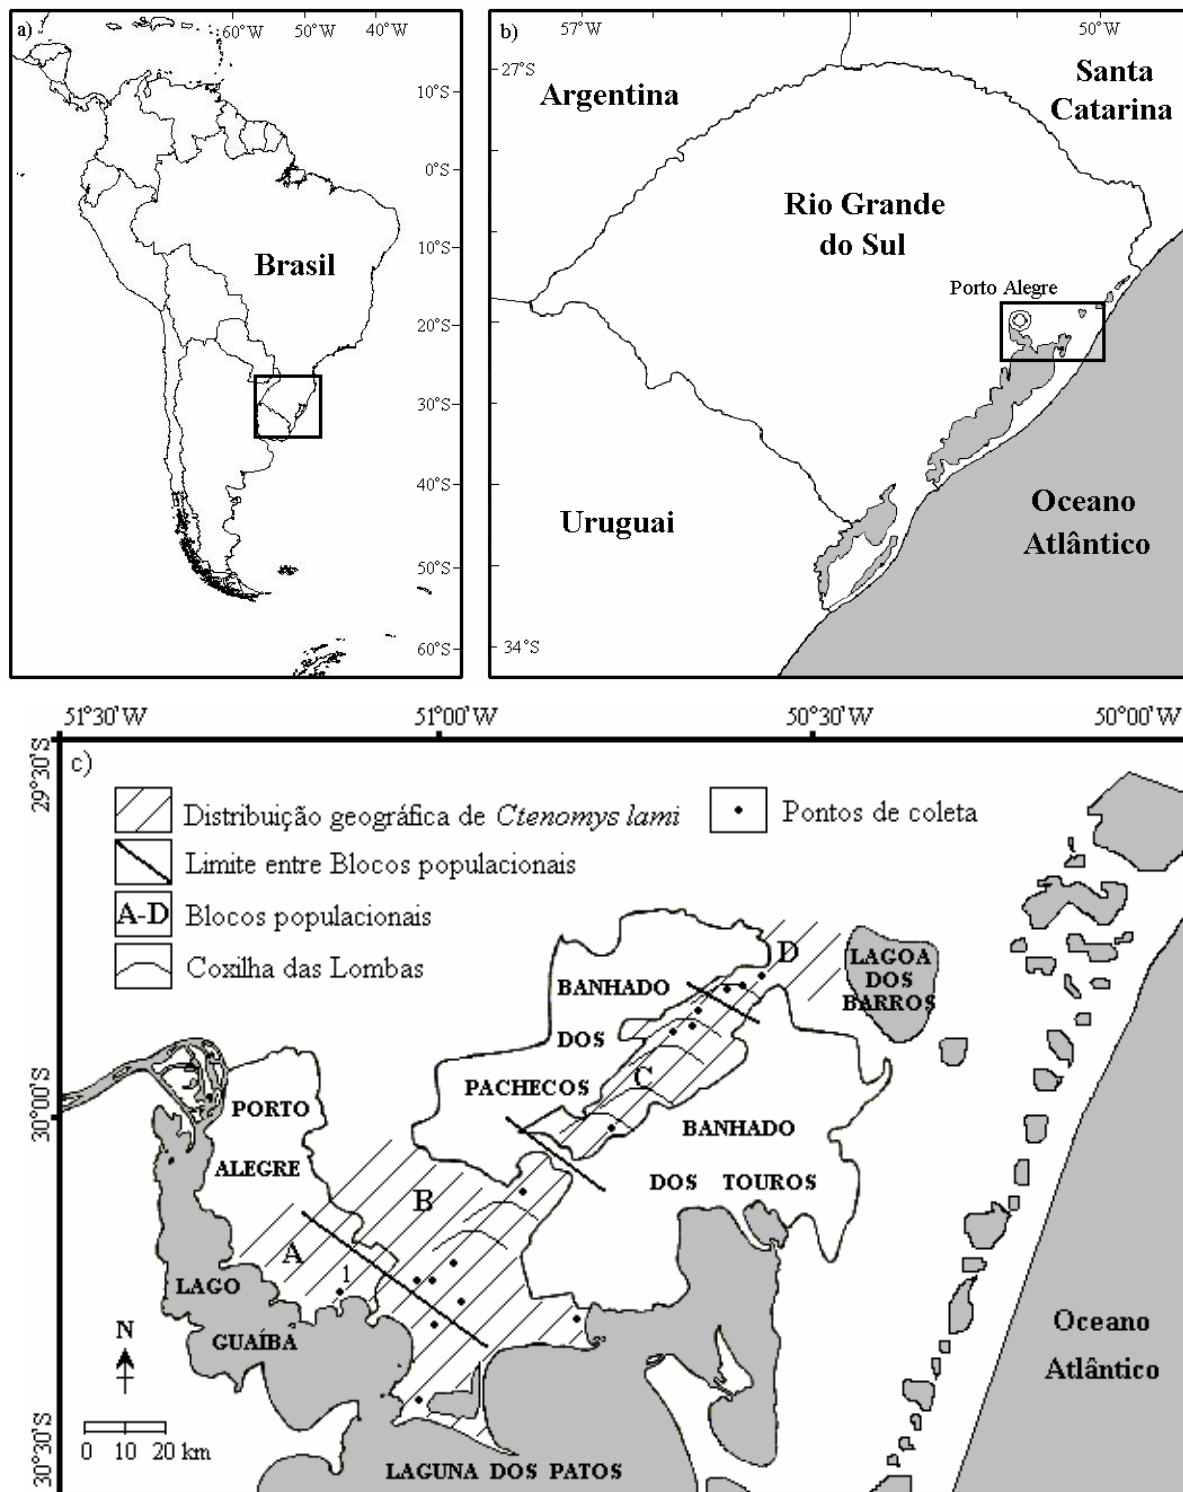 a)
60°W 50°W 40°W
10°S
0°S
10°S
20°S
30°S
40°S
50°S
60°S
Brasil
b)
57°W
50°W
27°S
34°S
Argentina
Santa
Catarina
Rio Grande
do Sul
Porto Alegre
Uruguai
Oceano
Atlântico
51°30'W 51°00'W 50°30'W 50°00'W
29°30'S
30°00'S
30°30'S
c)
Distribuição geográfica de Ctenomys lami
Pontos de coleta
Limite entre Blocos populacionais
A-D Blocos populacionais
Coxilha das Lombas
D
LAGOA
DOS
BARROS
BANHADO
DOS
PACHECOS
C
BANHADO
DOS TOUROS
PORTO
ALEGRE
B
A
1
LAGO
GUAÍBA
N
0 10 20 km
LAGUNA DOS PATOS
Oceano
Atlântico